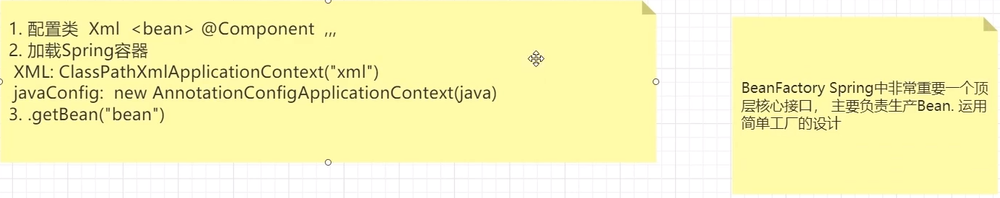 1. 配置类  Xml  <bean> @Component  ,,,
2. 加载Spring容器
XML: ClassPathXmlApplicationContext("xml")
javaConfig:  new AnnotationConfigApplicationContext(java)
3. .getBean("bean")
BeanFactory Spring中非常重要一个顶
层核心接口， 主要负责生产Bean. 运用
简单工厂的设计